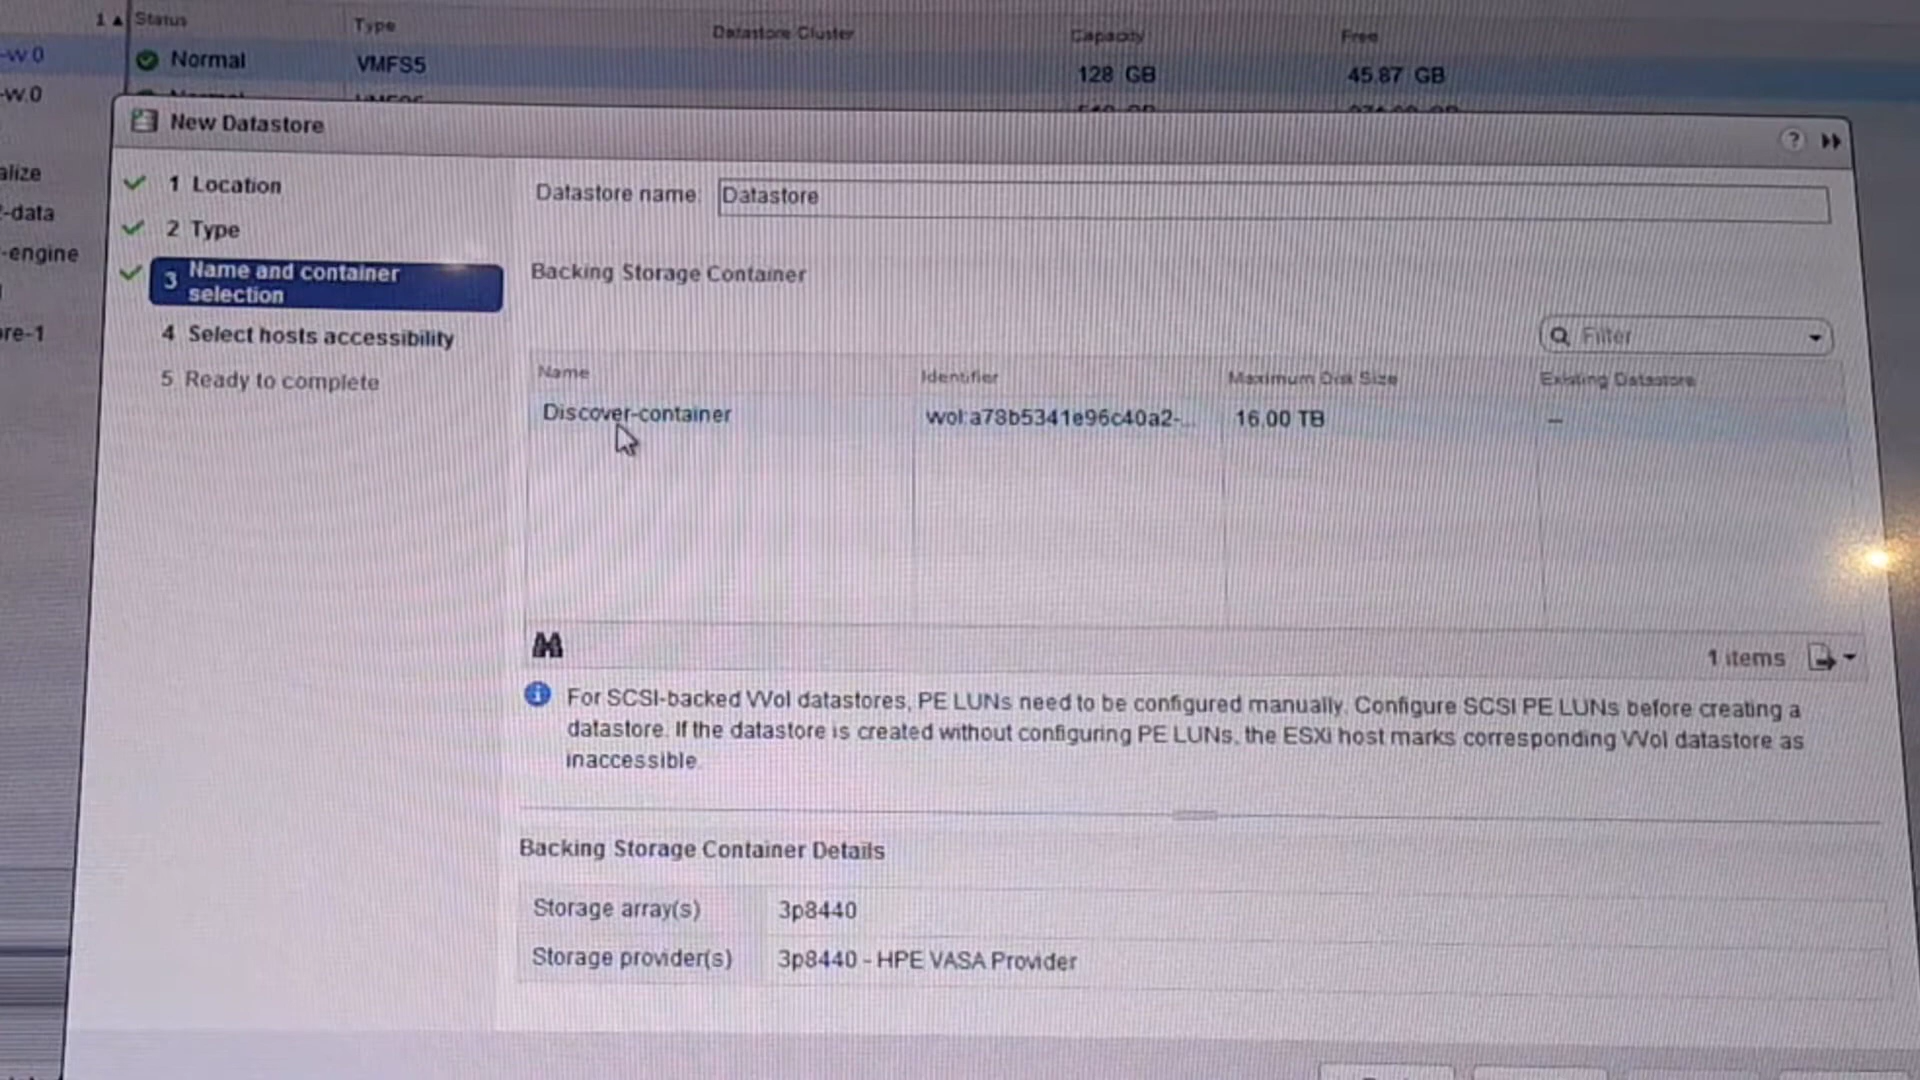 1 Status Type Datastore Cluster Capacity Free
-w.0 Normal VMFS5 128 GB 45.87 GB
-w.0 Normal
New Datastore ?
alize
-data
-engine
re-1
1 Location
2 Type
3 Name and container
selection
4 Select hosts accessibility
5 Ready to complete
Datastore name: Datastore
Backing Storage Container
Filter
Name Identifier Maximum Disk Size Existing Datastore
Discover-container vvol:a78b5341e96c40a2-... 16.00 TB --
1 items
For SCSI-backed VVol datastores, PE LUNs need to be configured manually. Configure SCSI PE LUNs before creating a
datastore. If the datastore is created without configuring PE LUNs, the ESXi host marks corresponding VVol datastore as
inaccessible.
Backing Storage Container Details
Storage array(s) 3p8440
Storage provider(s) 3p8440 - HPE VASA Provider